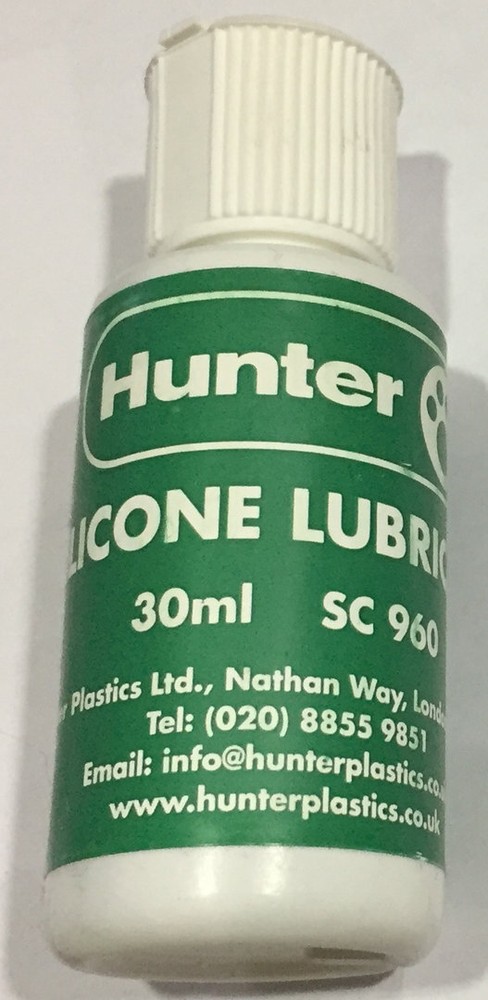 Hunter
LICONE LUBRIC
30ml SC 960
Plastics Ltd., Nathan Way, Londo
Tel: (020) 8855 9851
Email: info@hunterplastics.co.
www.hunterplastics.co.uk